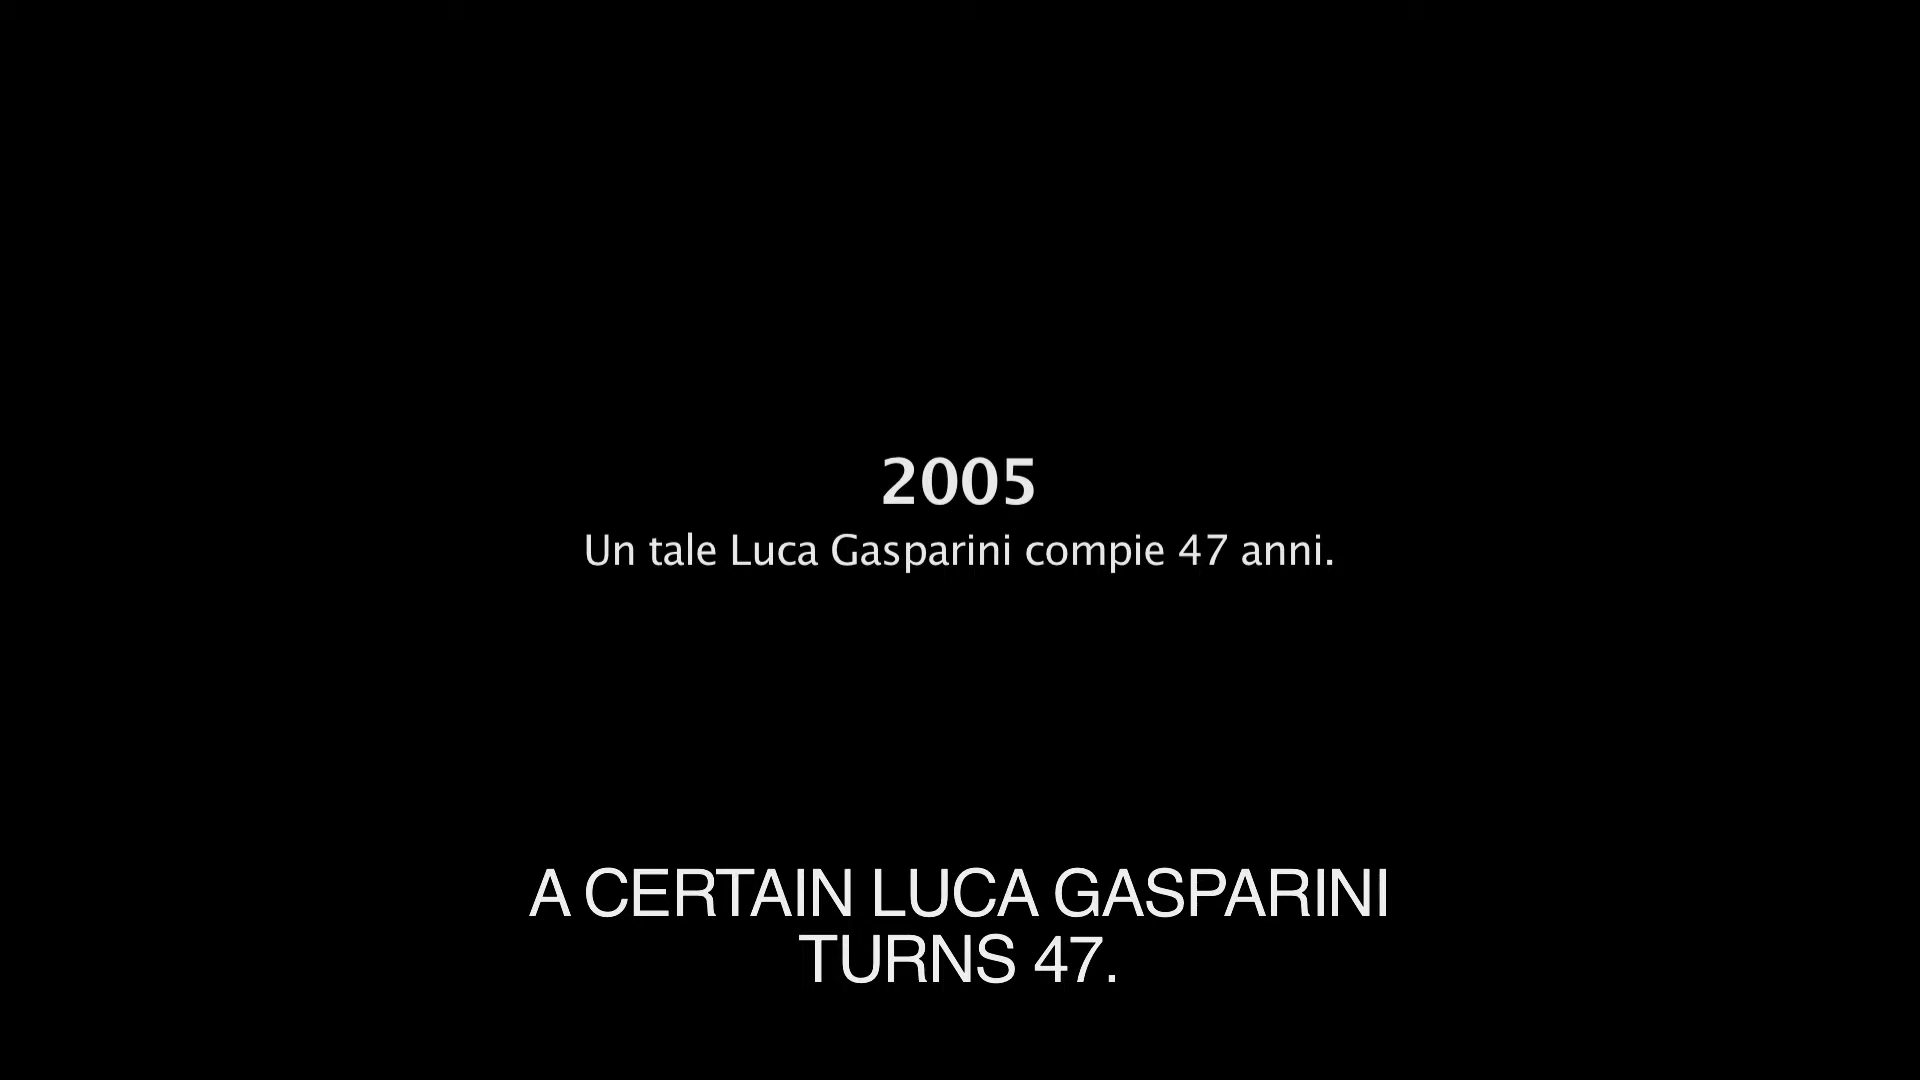 2005
Un tale Luca Gasparini compie 47 anni.
A CERTAIN LUCA GASPARINI
TURNS 47.